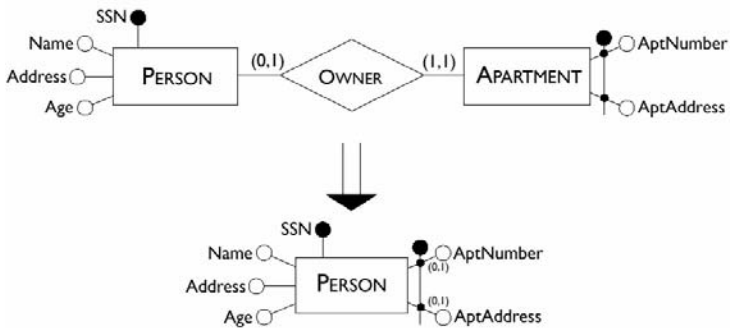 SSN
Name
Address
Age
PERSON
(0,1)
OWNER
(1,1)
APARTMENT
AptNumber
AptAddress
SSN
Name
Address
Age
PERSON
AptNumber
(0,1)
(0,1)
AptAddress